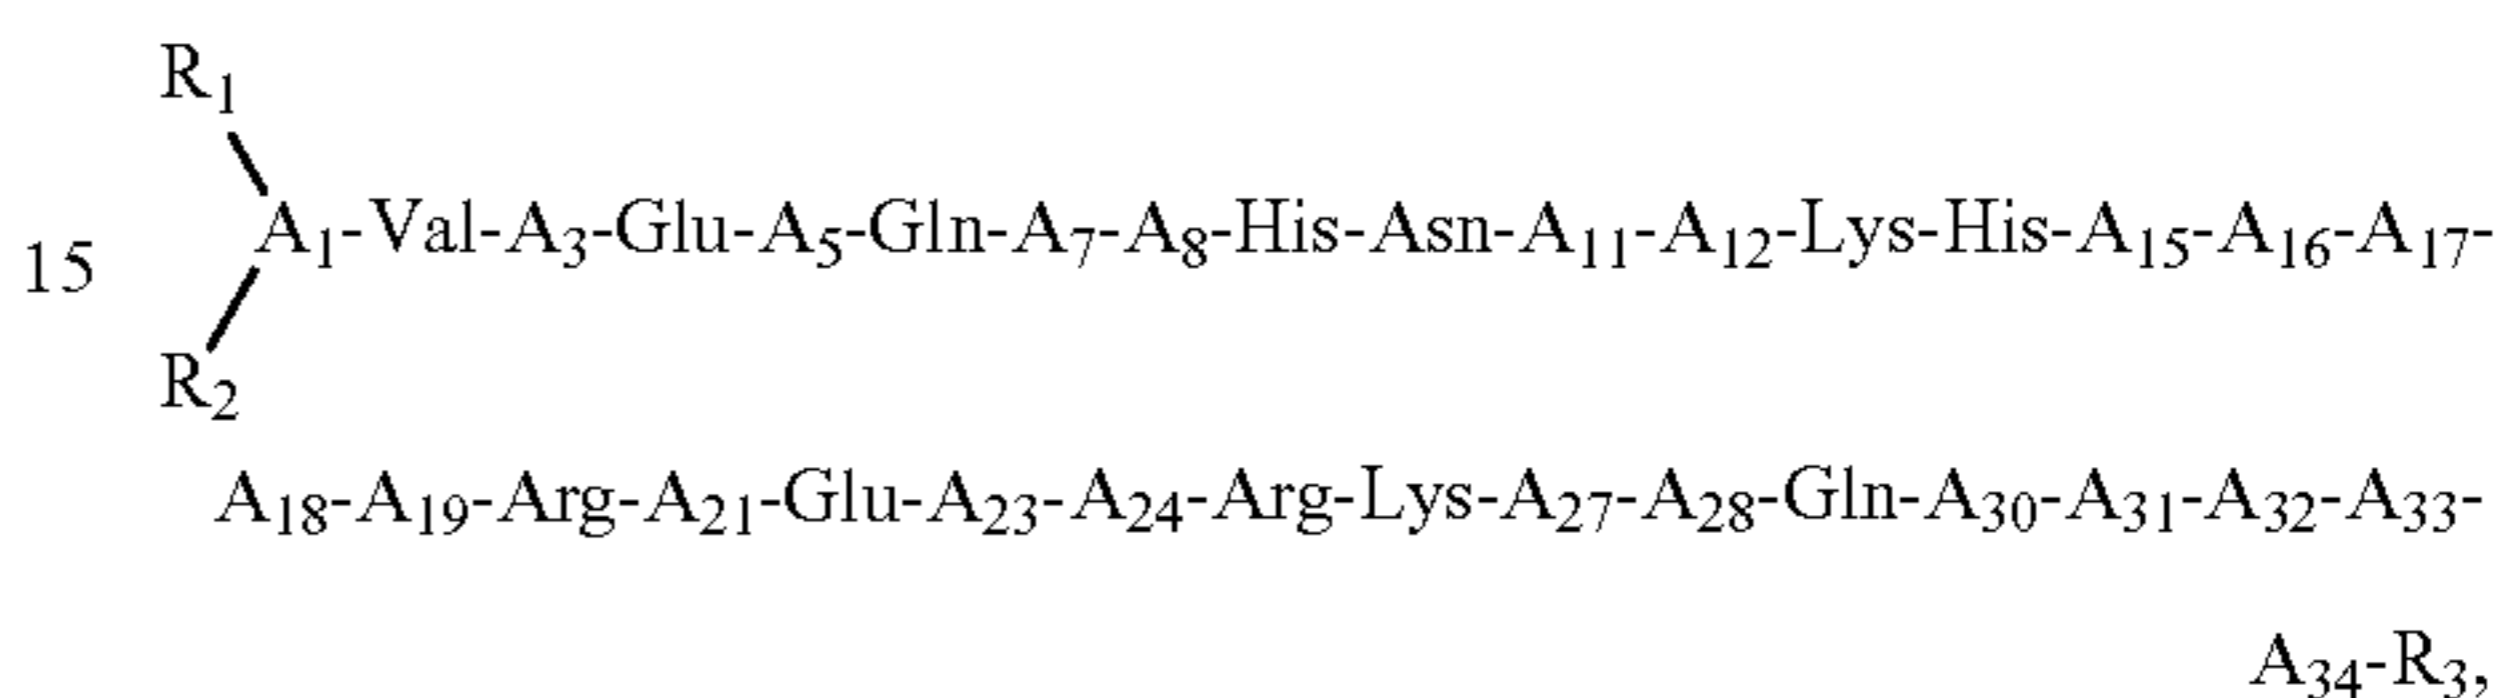 R₁
15 A₁-Val-A₃-Glu-A₅-Gln-A₇-A₈-His-Asn-A₁₁-A₁₂-Lys-His-A₁₅-A₁₆-A₁₇-
R₂
A₁₈-A₁₉-Arg-A₂₁-Glu-A₂₃-A₂₄-Arg-Lys-A₂₇-A₂₈-Gln-A₃₀-A₃₁-A₃₂-A₃₃-
A₃₄-R₃,